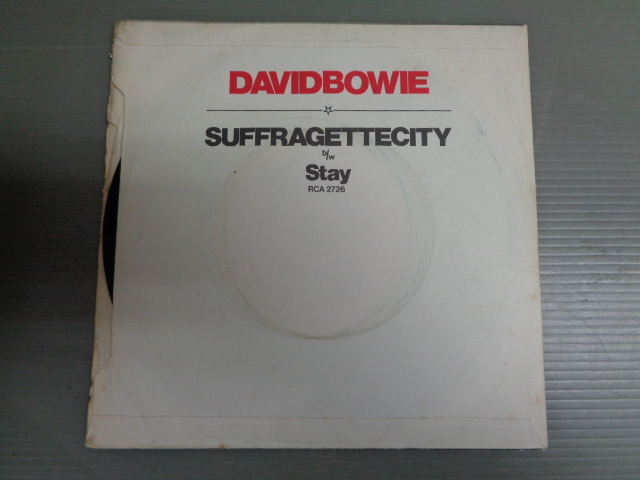 DAVIDBOWIE
SUFFRAGETTECITY
b/w
Stay
RCA 2726